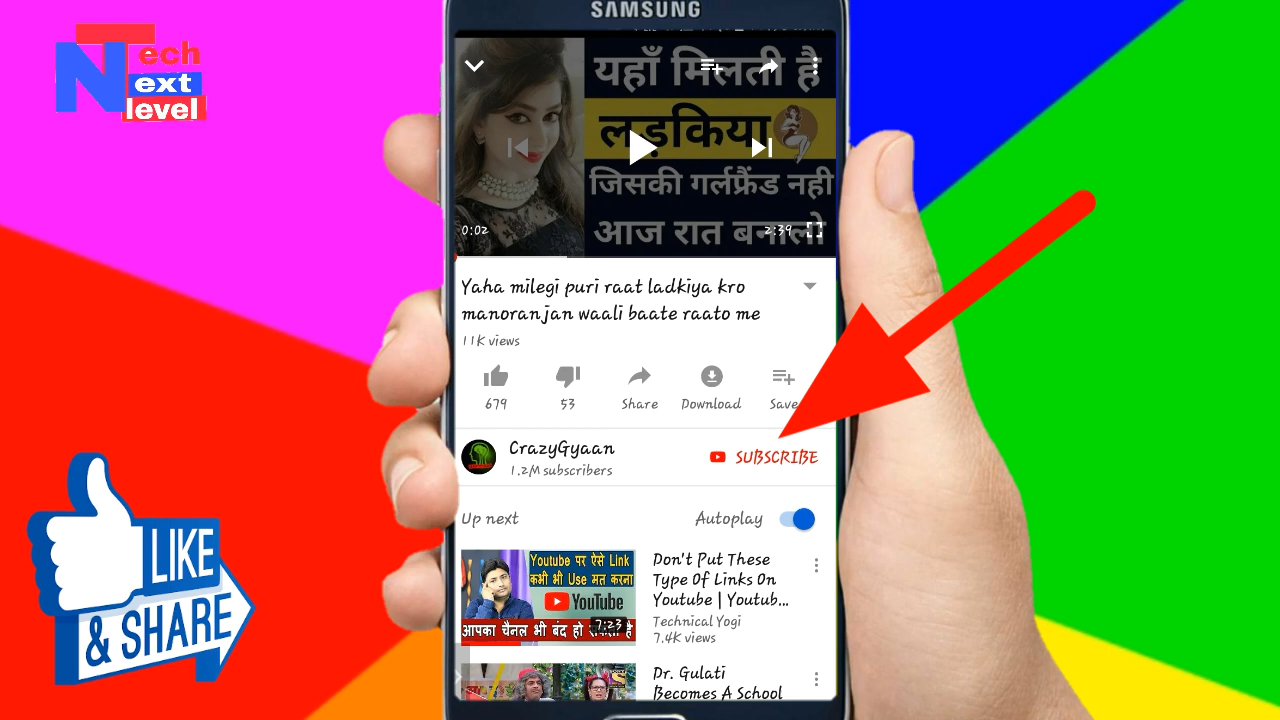 Tech
Next
level
SAMSUNG
यहाँ मिलती है
लड़किया
जिसकी गर्लफ्रैंड नही
आज रात बनालो
0:02
2:39
Yaha milegi puri raat ladkiya kro
manoranjan waali baate raato me
11K views
679
53
Share
Download
Save
CrazyGyaan
1.2M subscribers
SUBSCRIBE
Up next
Autoplay
Youtube पर ऐसे Link
कभी भी Use मत करना
YouTube
7:23
आपका चैनल भी बंद हो सकता है
Don't Put These
Type Of Links On
Youtube | Youtub...
Technical Yogi
7.4K views
Dr. Gulati
Becomes A School
LIKE
& SHARE